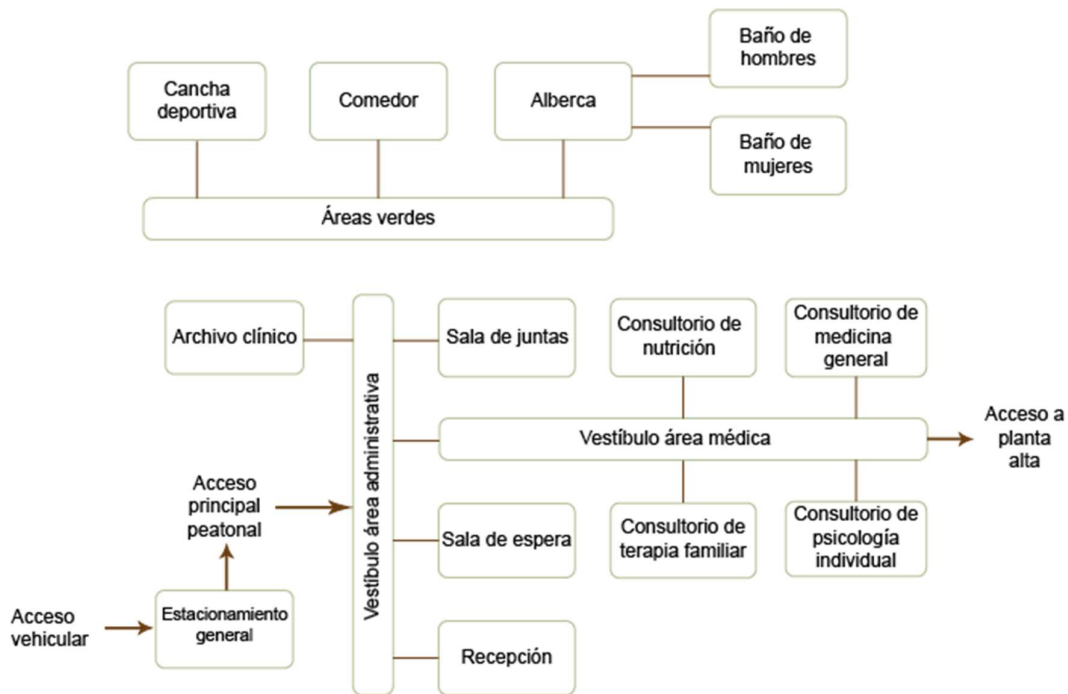 Baño de
hombres
Cancha
deportiva
Comedor
Alberca
Baño de
mujeres
Áreas verdes
Archivo clínico
Vestíbulo área administrativa
Sala de juntas
Consultorio de
nutrición
Consultorio de
medicina
general
Vestíbulo área médica
Acceso a
planta
alta
Acceso
principal
peatonal
Sala de espera
Consultorio de
terapia familiar
Consultorio de
psicología
individual
Acceso
vehicular
Estacionamiento
general
Recepción